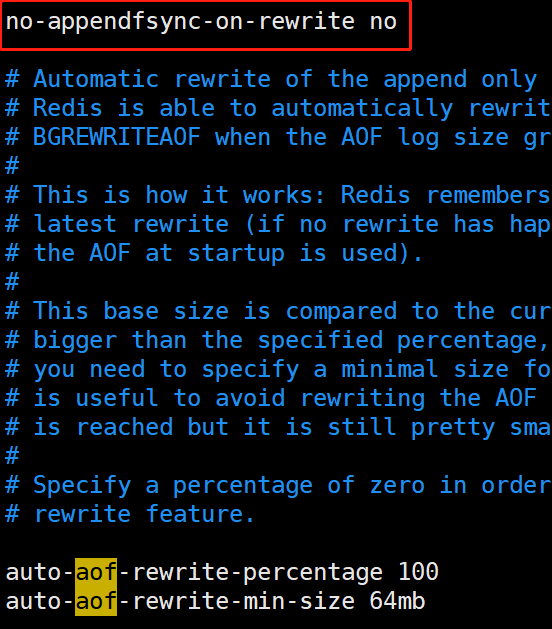 no-appendfsync-on-rewrite no
# Automatic rewrite of the append only
# Redis is able to automatically rewrit
# BGREWRITEAOF when the AOF log size gr
#
# This is how it works: Redis remembers
# latest rewrite (if no rewrite has hap
# the AOF at startup is used).
#
# This base size is compared to the cur
# bigger than the specified percentage,
# you need to specify a minimal size fo
# is useful to avoid rewriting the AOF
# is reached but it is still pretty sma
#
# Specify a percentage of zero in order
# rewrite feature.
auto-aof-rewrite-percentage 100
auto-aof-rewrite-min-size 64mb